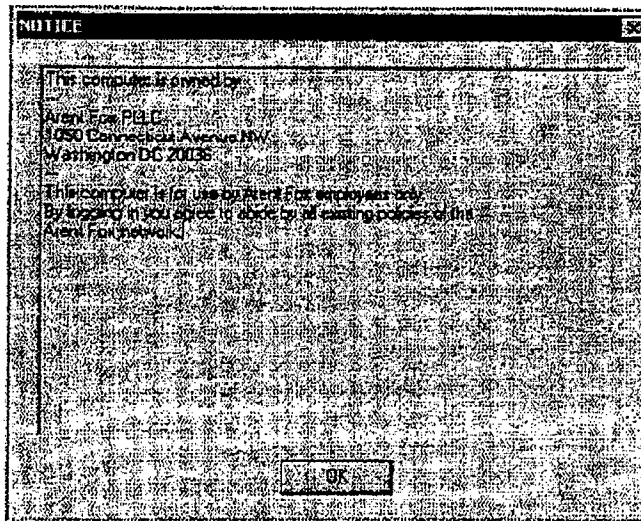 NOTICE
This computer is owned by:
Arent Fox PLLC
1050 Connecticut Avenue NW
Washington DC 20036
This computer is for use by Arent Fox employees only.
By logging in you agree to abide by all existing policies of the
Arent Fox network.
OK